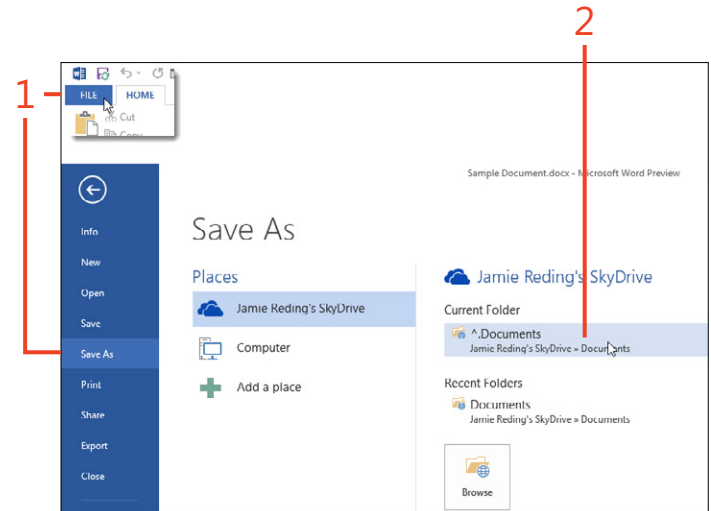 2
1
FILE HOME
Cut
Copy
Sample Document.docx - Microsoft Word Preview
Info
New
Open
Save
Save As
Print
Share
Export
Close
Save As
Places
Jamie Reding's SkyDrive
Computer
Add a place
Jamie Reding's SkyDrive
Current Folder
^.Documents
Jamie Reding's SkyDrive » Documents
Recent Folders
Documents
Jamie Reding's SkyDrive » Documents
Browse